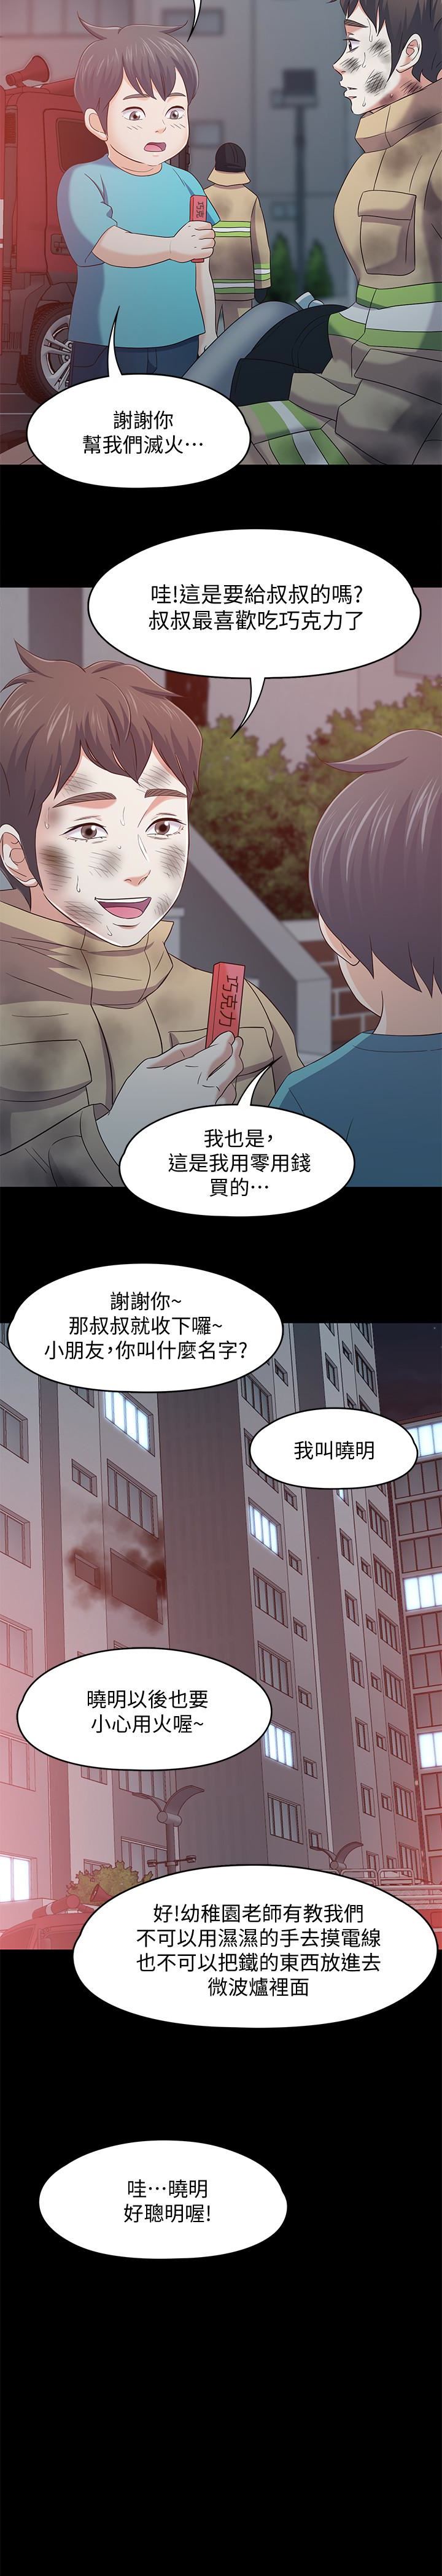 巧克
謝謝你
幫我們滅火⋯
哇!這是要給叔叔的嗎?
叔叔最喜歡吃巧克力了
巧克力
我也是,
這是我用零用錢
買的⋯
謝謝你~
那叔叔就收下囉~
小朋友,你叫什麼名字?
我叫曉明
曉明以後也要
小心用火喔~
好!幼稚園老師有教我們
不可以用濕濕的手去摸電線
也不可以把鐵的東西放進去
微波爐裡面
哇⋯曉明
好聰明喔!